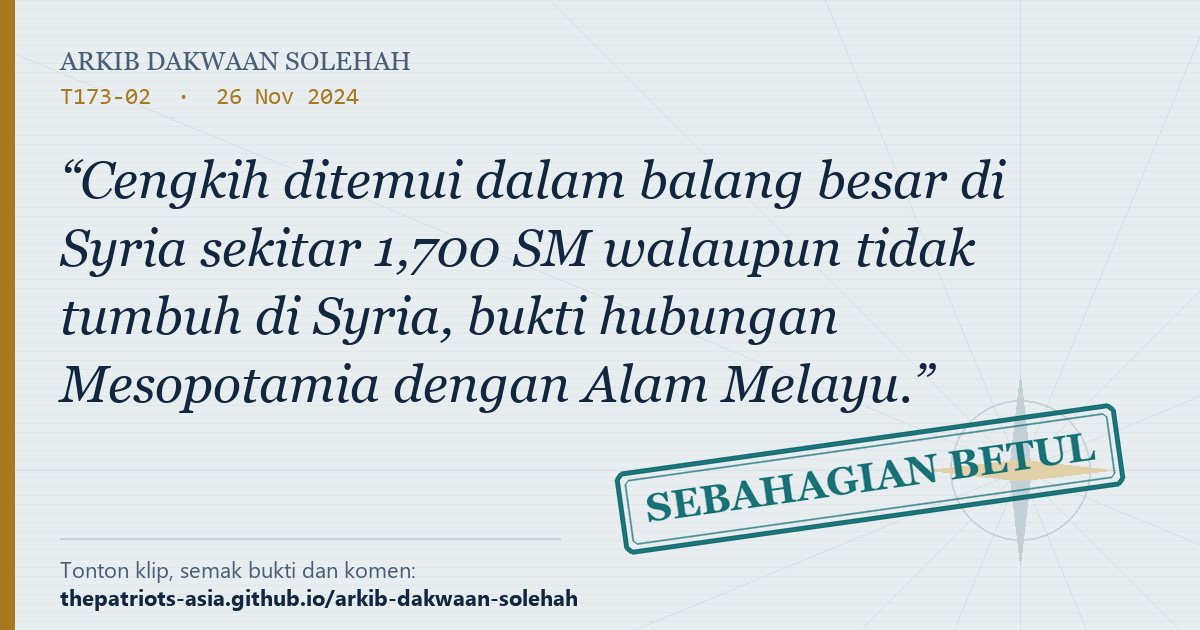 ARKIB DAKWAAN SOLEHAH
T173-02 · 26 Nov 2024
“Cengkih ditemui dalam balang besar di
Syria sekitar 1,700 SM walaupun tidak
tumbuh di Syria, bukti hubungan
Mesopotamia dengan Alam Melayu.”
SEBAHAGIAN BETUL
Tonton klip, semak bukti dan komen:
thepatriots-asia.github.io/arkib-dakwaan-solehah